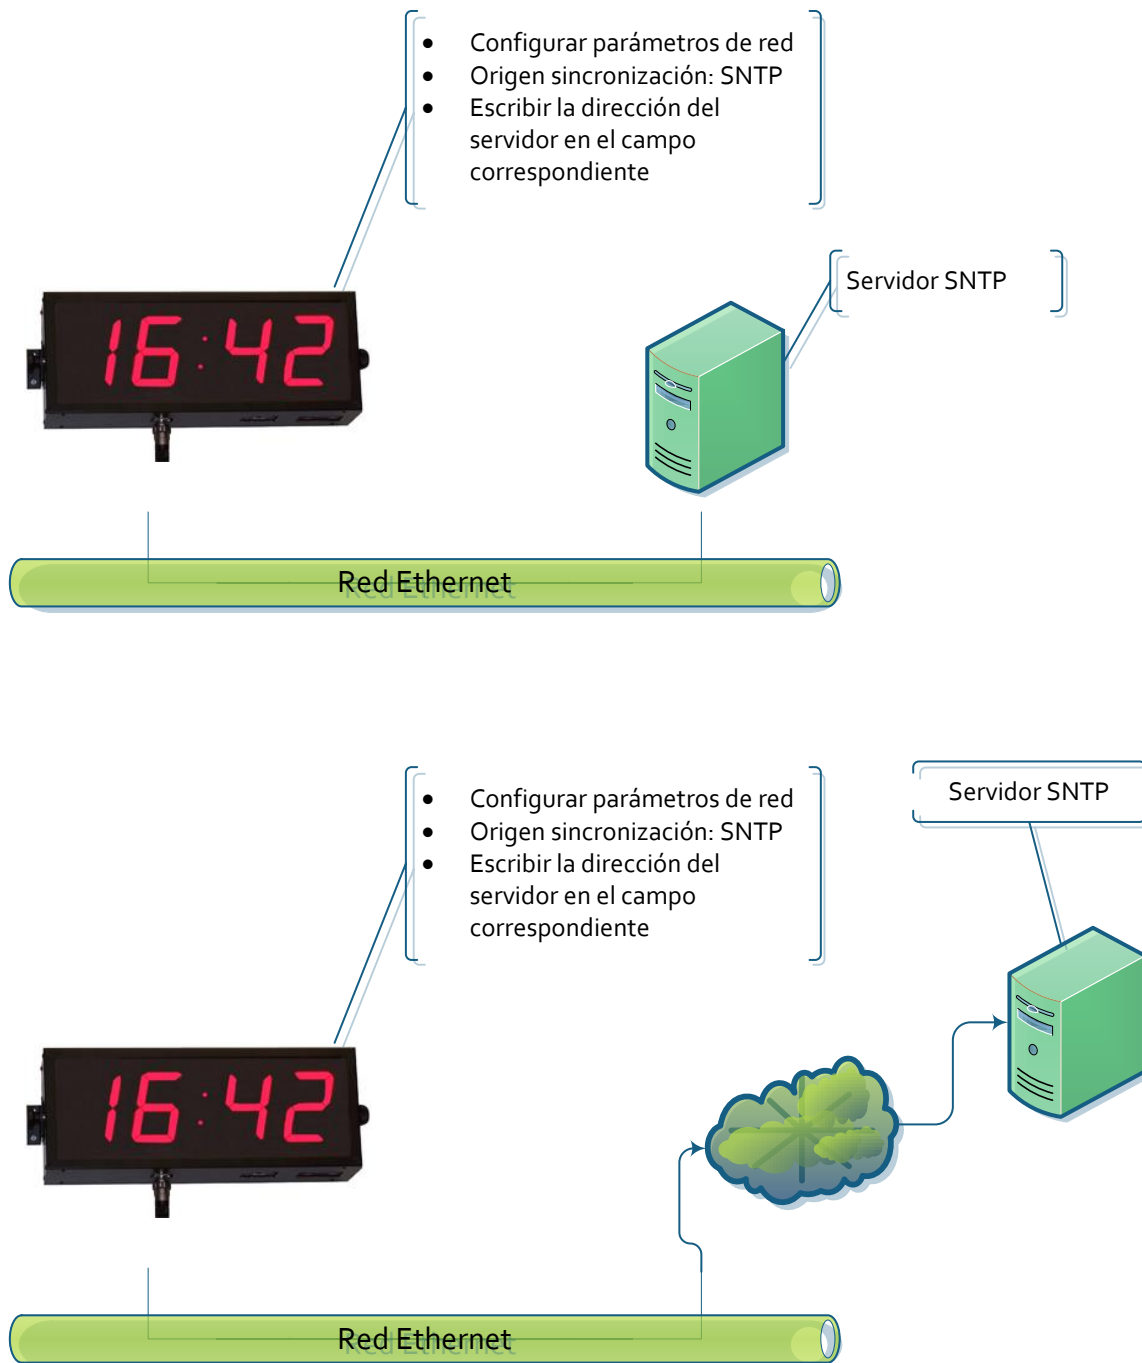 • Configurar parámetros de red
• Origen sincronización: SNTP
• Escribir la dirección del
servidor en el campo
correspondiente
Servidor SNTP
16:42
Red Ethernet
Servidor SNTP
• Configurar parámetros de red
• Origen sincronización: SNTP
• Escribir la dirección del
servidor en el campo
correspondiente
16:42
Red Ethernet